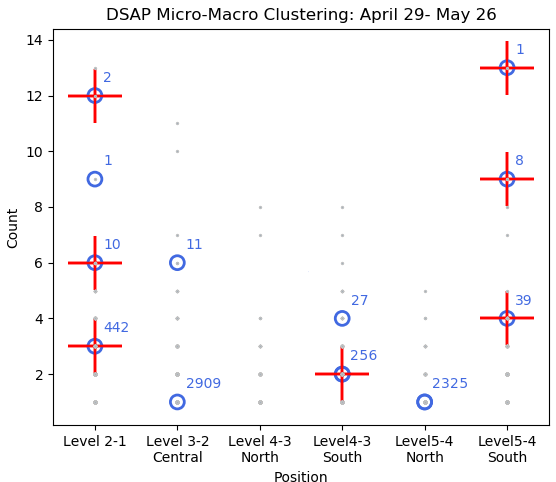 DSAP Micro-Macro Clustering: April 29- May 26
14
12
10
8
6
4
2
Count
2
1
10
442
11
2909
27
256
2325
1
8
39
Level 2-1
Level 3-2
Central
Level 4-3
North
Level4-3
South
Level5-4
North
Level5-4
South
Position